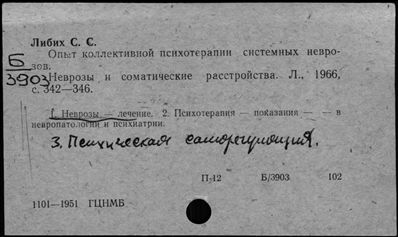 Либих С. С.
Опыт коллективной психотерапии системных невро-
Б зов.
3903 Неврозы и соматические расстройства. Л., 1966,
с. 342—346.
1. Неврозы — лечение. 2. Психотерапия — показания — — в
невропатологии и психиатрии.
3. Психическая саморегуляция.
П-12 Б/3903 102
1101—1951 ГЦНМБ